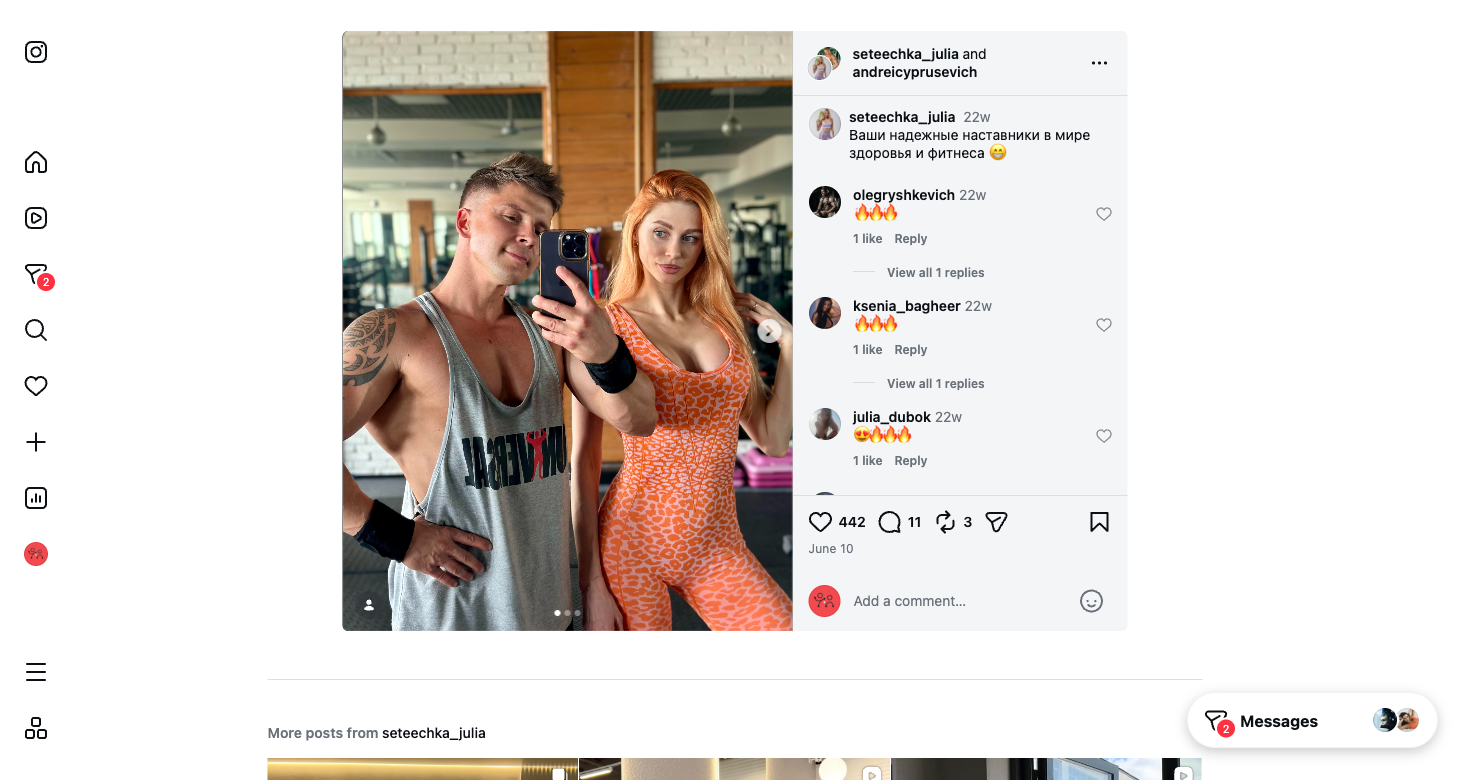 seteechka_julia and
andreicyprusevich
seteechka_julia 22w
Ваши надежные наставники в мире
здоровья и фитнеса 😁
olegryshkevich 22w
🔥🔥🔥
1 like Reply
View all 1 replies
ksenia_bagheer 22w
🔥🔥🔥
1 like Reply
View all 1 replies
julia_dubok 22w
😍🔥🔥🔥
1 like Reply
UNIVERSAL
442 11 3
June 10
Add a comment...
2
2 Messages
More posts from seteechka_julia